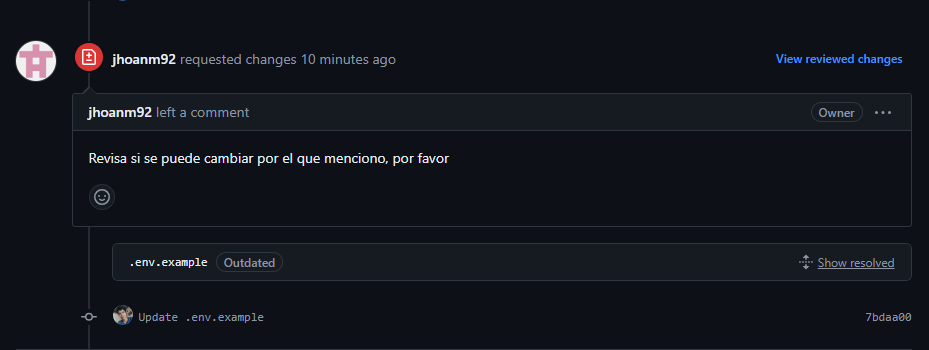 jhoanm92 requested changes 10 minutes ago View reviewed changes
jhoanm92 left a comment Owner ...
Revisa si se puede cambiar por el que menciono, por favor
.env.example Outdated Show resolved
Update .env.example 7bdaa00